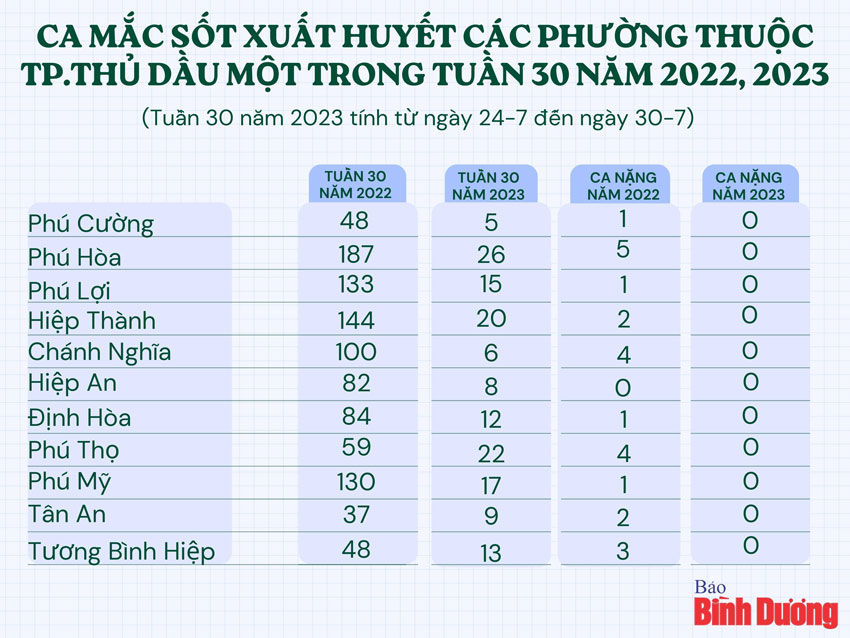 CA MẮC SỐT XUẤT HUYẾT CÁC PHƯỜNG THUỘC
TP.THỦ DẦU MỘT TRONG TUẦN 30 NĂM 2022, 2023
(Tuần 30 năm 2023 tính từ ngày 24-7 đến ngày 30-7)
TUẦN 30 NĂM 2022 TUẦN 30 NĂM 2023 CA NẶNG NĂM 2022 CA NẶNG NĂM 2023
Phú Cường 48 5 1 0
Phú Hòa 187 26 5 0
Phú Lợi 133 15 1 0
Hiệp Thành 144 20 2 0
Chánh Nghĩa 100 6 4 0
Hiệp An 82 8 0 0
Định Hòa 84 12 1 0
Phú Thọ 59 22 4 0
Phú Mỹ 130 17 1 0
Tân An 37 9 2 0
Tương Bình Hiệp 48 13 3 0
Báo
Bình Dương